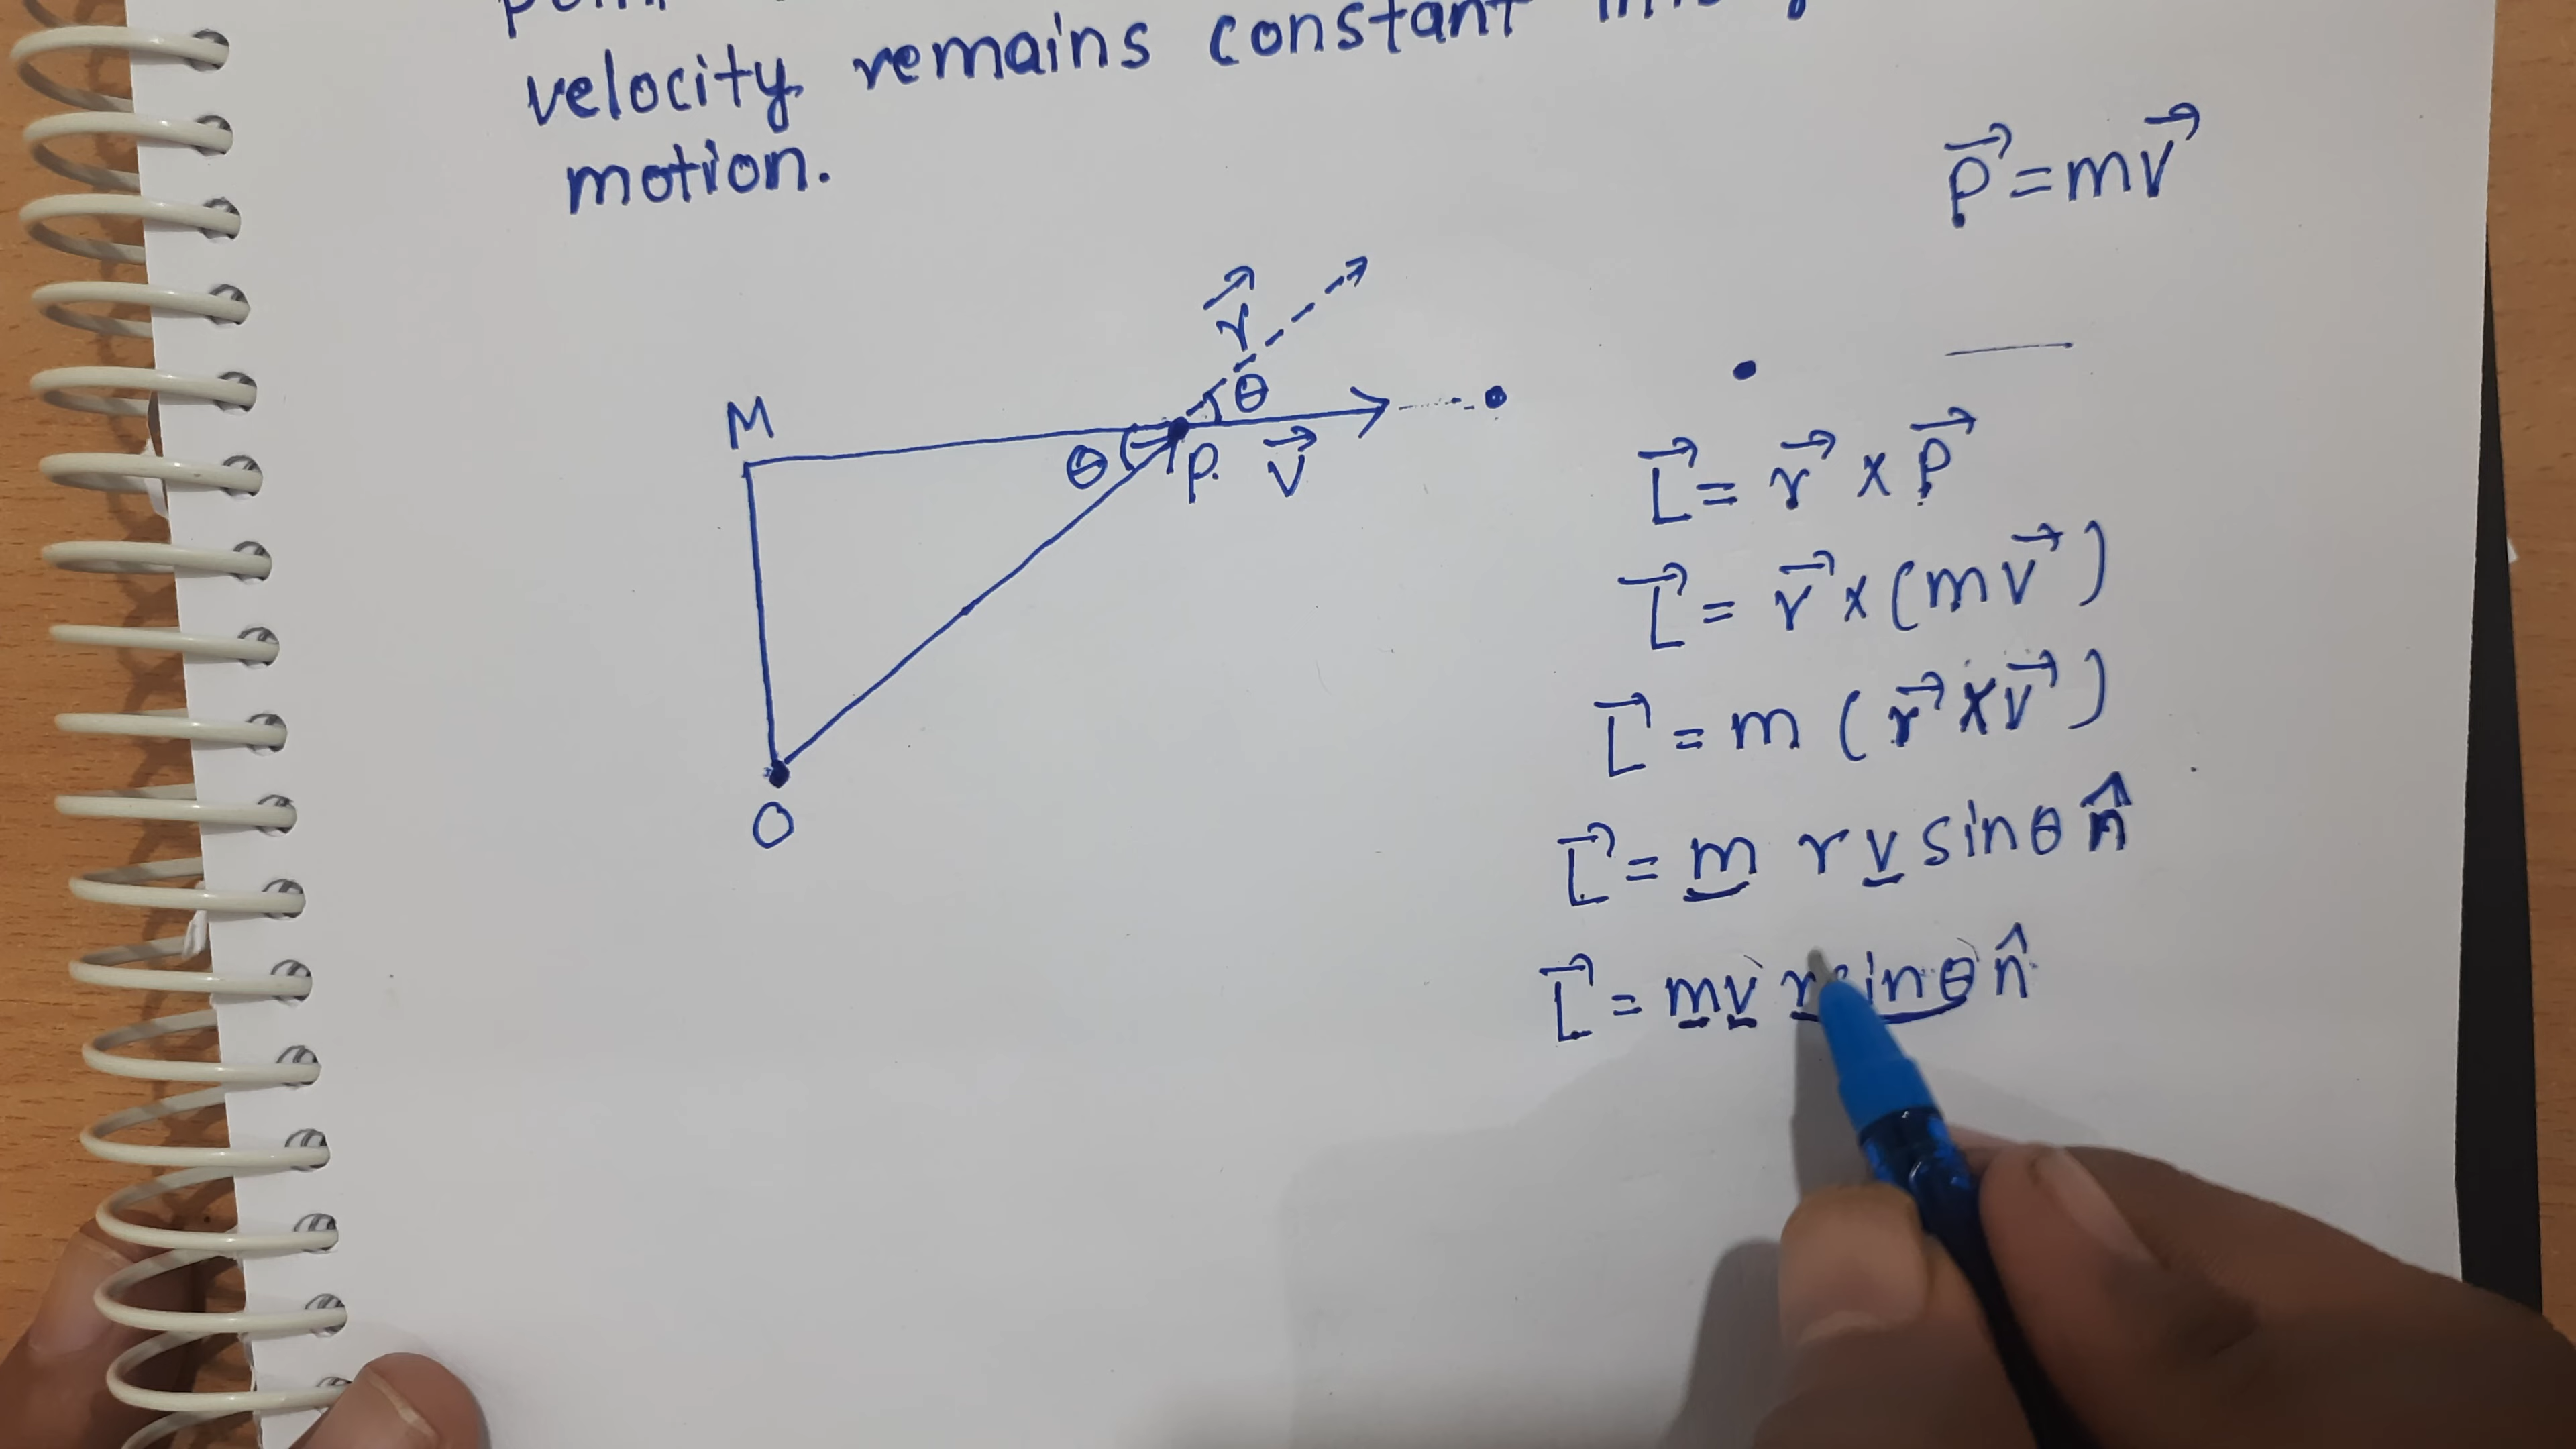 velocity remains constant
motion.
P⃗ = mv⃗
r⃗
θ
M
θ
P.
v⃗
O
L⃗ = r⃗ × P⃗
L⃗ = r⃗ × (mv⃗)
L⃗ = m (r⃗ × v⃗)
L⃗ = m r v sinθ n̂
L⃗ = mv r sinθ n̂